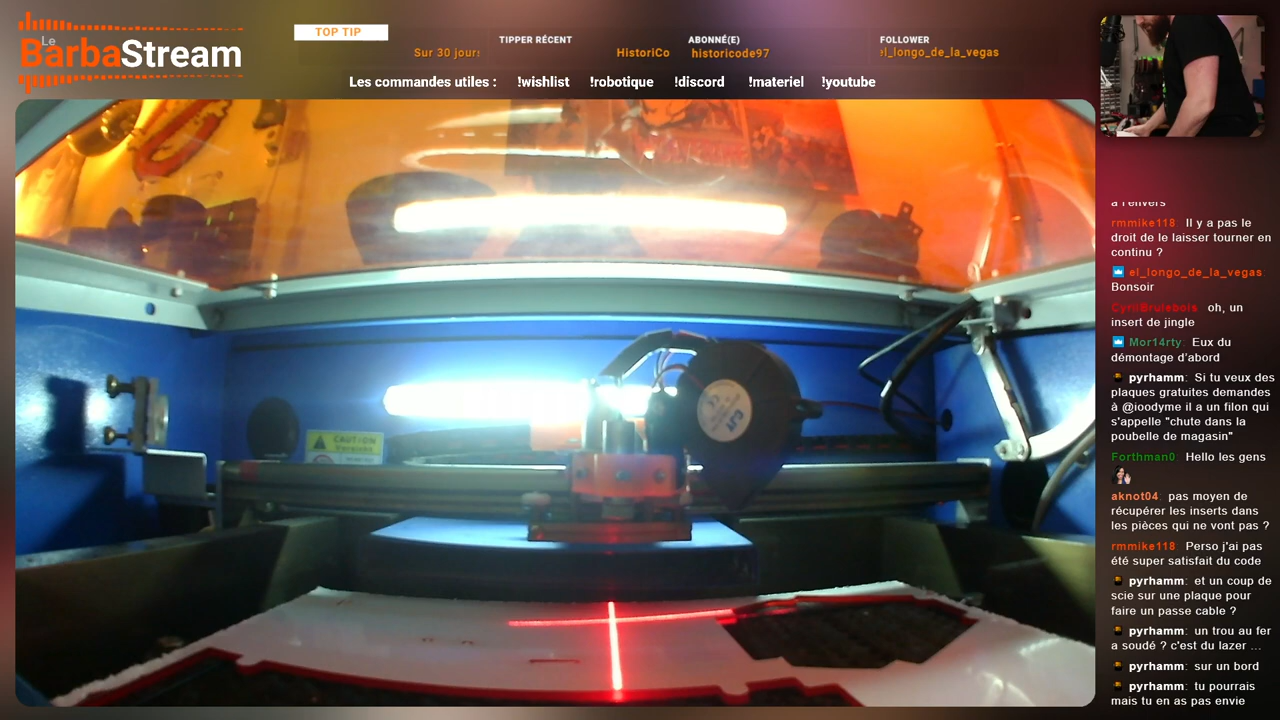 Le
BarbaStream
TOP TIP
Sur 30 jours
TIPPER RÉCENT
HistoriCo
ABONNÉ(E)
historicode97
FOLLOWER
el_longo_de_la_vegas
Les commandes utiles : !wishlist !robotique !discord !materiel !youtube
CAUTION
à l'envers
rmmike118 Il y a pas le
droit de le laisser tourner en
continu ?
el_longo_de_la_vegas:
Bonsoir
CyrilBrulebois oh, un
insert de jingle
Mor14rty: Eux du
démontage d'abord
pyrhamm: Si tu veux des
plaques gratuites demandes
à @ioodyme il a un filon qui
s'appelle "chute dans la
poubelle de magasin"
Forthman0 Hello les gens
aknot04: pas moyen de
récupérer les inserts dans
les pièces qui ne vont pas ?
rmmike118 Perso j'ai pas
été super satisfait du code
pyrhamm: et un coup de
scie sur une plaque pour
faire un passe cable ?
pyrhamm: un trou au fer
a soudé ? c'est du lazer ...
pyrhamm: sur un bord
pyrhamm: tu pourrais
mais tu en as pas envie